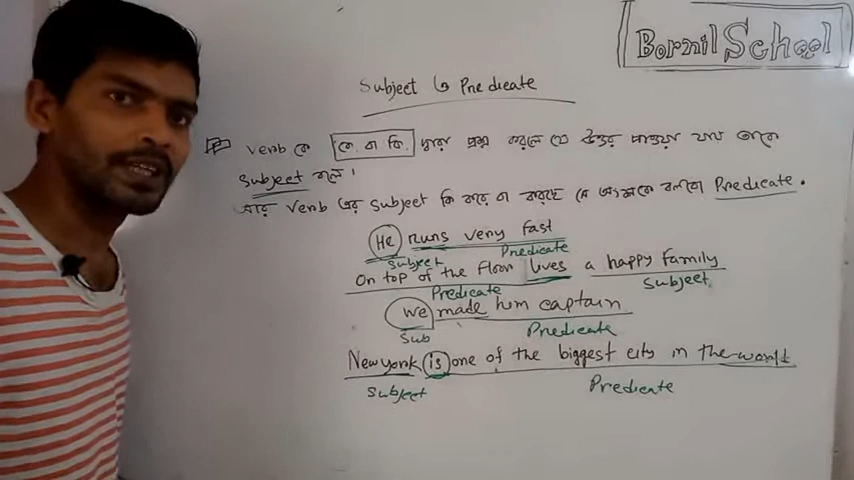 Bornil School
Subject ও Predicate
Verb কে কে বা কি দ্বারা প্রশ্ন করলে যে উত্তর পাওয়া যায় তাকে
Subject বলে।
আর Verb এর Subject কি করে বা করছে সে অংশকে বলবো Predicate.
He runs very fast
Subject Predicate
On top of the floor lives a happy family
Predicate Subject
We made him captain
Sub Predicate
New york is one of the biggest city in the world
Subject Predicate